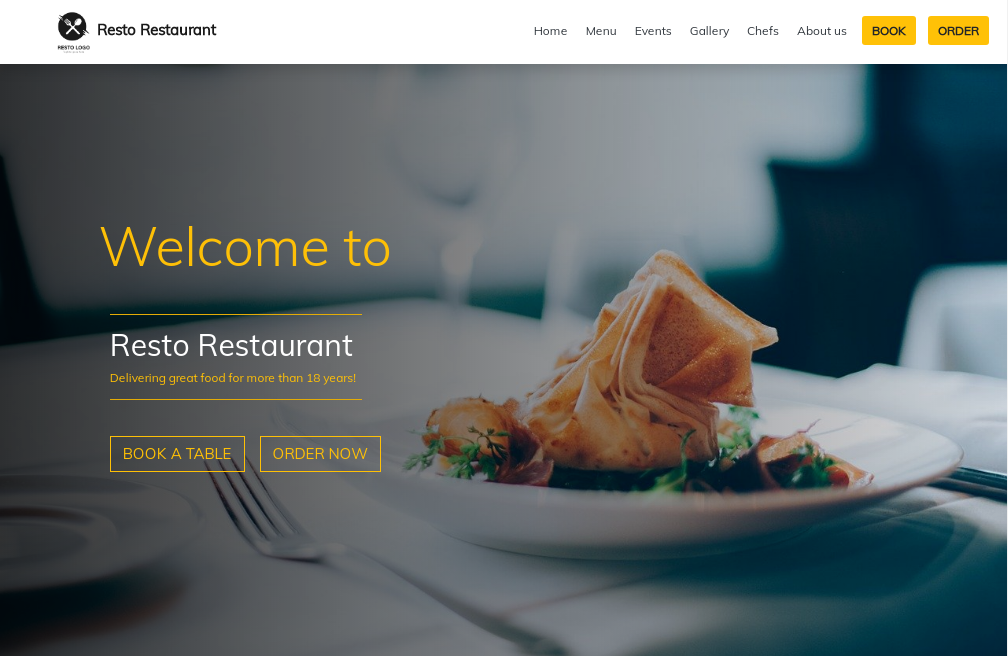 Resto Restaurant
RESTO LOGO
Home
Menu
Events
Gallery
Chefs
About us
BOOK
ORDER
Welcome to
Resto Restaurant
Delivering great food for more than 18 years!
BOOK A TABLE
ORDER NOW